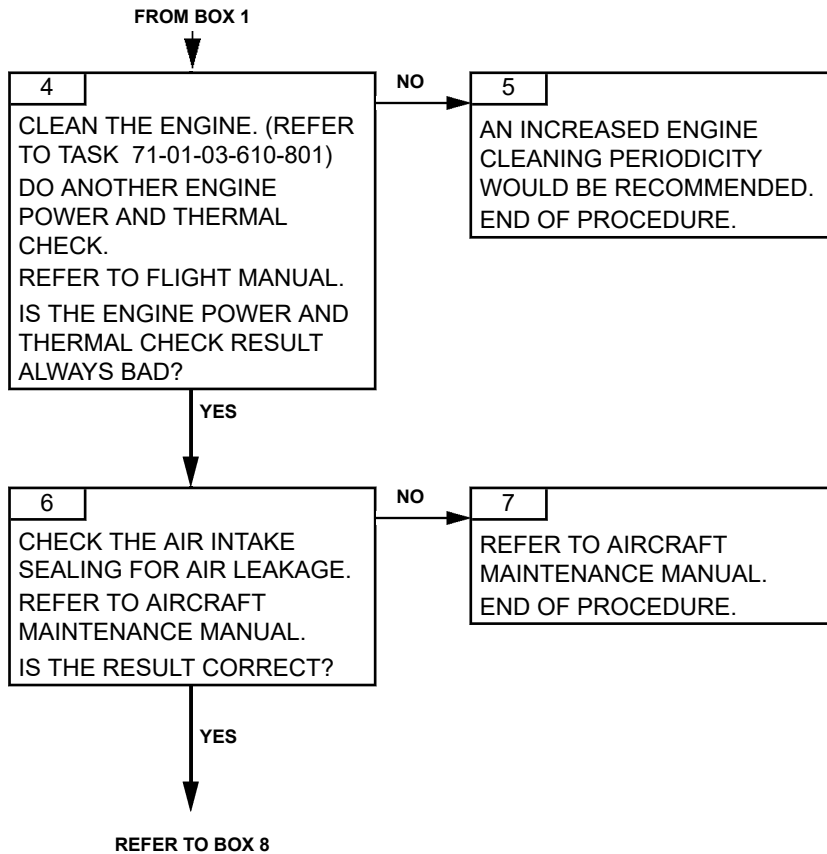 FROM BOX 1
4
CLEAN THE ENGINE. (REFER
TO TASK 71-01-03-610-801)
DO ANOTHER ENGINE
POWER AND THERMAL
CHECK.
REFER TO FLIGHT MANUAL.
IS THE ENGINE POWER AND
THERMAL CHECK RESULT
ALWAYS BAD?
NO
5
AN INCREASED ENGINE
CLEANING PERIODICITY
WOULD BE RECOMMENDED.
END OF PROCEDURE.
YES
6
CHECK THE AIR INTAKE
SEALING FOR AIR LEAKAGE.
REFER TO AIRCRAFT
MAINTENANCE MANUAL.
IS THE RESULT CORRECT?
NO
7
REFER TO AIRCRAFT
MAINTENANCE MANUAL.
END OF PROCEDURE.
YES
REFER TO BOX 8